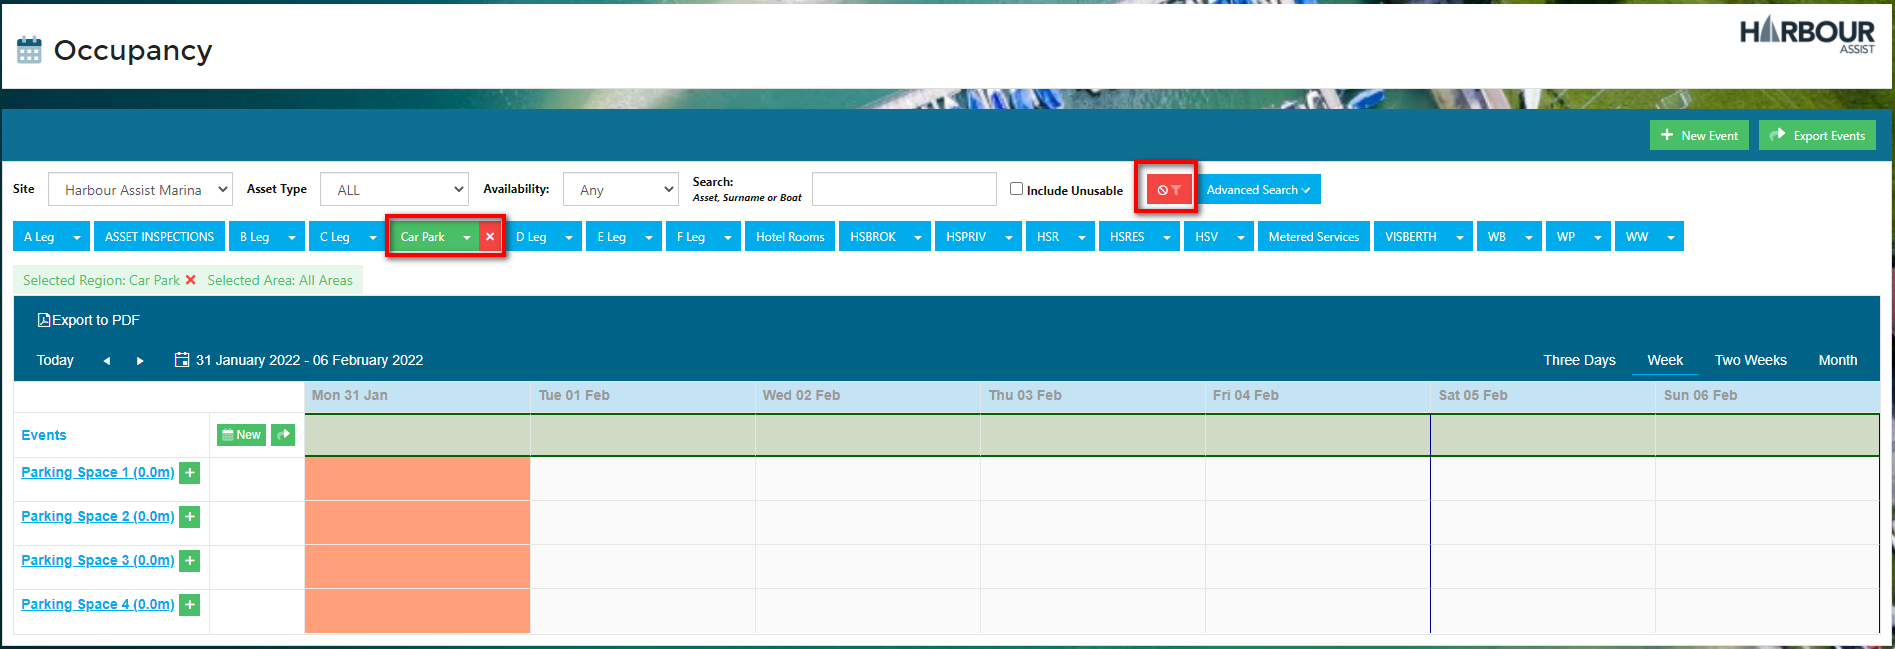 Occupancy
HARBOUR
ASSIST
New Event
Export Events
Site
Harbour Assist Marina
Asset Type
ALL
Availability:
Any
Search:
Asset, Surname or Boat
Include Unusable
Advanced Search
A Leg
ASSET INSPECTIONS
B Leg
C Leg
Car Park
D Leg
E Leg
F Leg
Hotel Rooms
HSBROK
HSPRIV
HSR
HSRES
HSV
Metered Services
VISBERTH
WB
WP
WW
Selected Region: Car Park
Selected Area: All Areas
Export to PDF
Today
31 January 2022 - 06 February 2022
Three Days
Week
Two Weeks
Month
Mon 31 Jan
Tue 01 Feb
Wed 02 Feb
Thu 03 Feb
Fri 04 Feb
Sat 05 Feb
Sun 06 Feb
Events
New
Parking Space 1 (0.0m)
Parking Space 2 (0.0m)
Parking Space 3 (0.0m)
Parking Space 4 (0.0m)